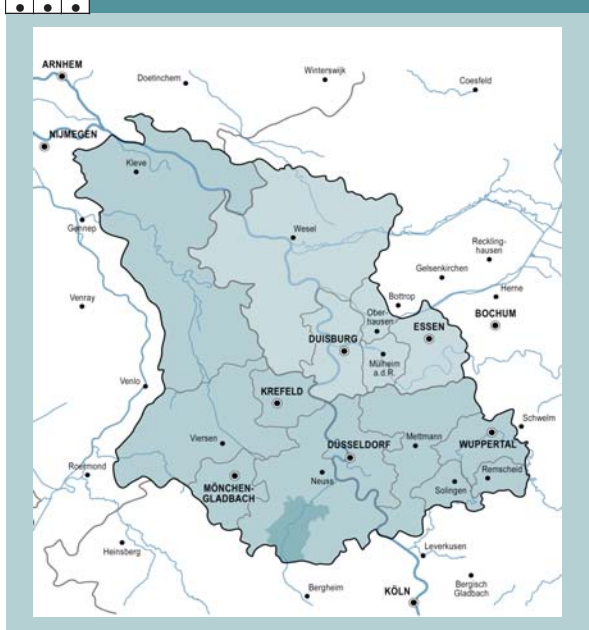 ARNHEM
Doetinchem
Winterswijk
Coesfeld
NIJMEGEN
Kleve
Gennep
Wesel
Reckling-
hausen
Gelsenkirchen
Venray
Bottrop
Herne
Ober-
hausen
ESSEN
BOCHUM
DUISBURG
Mülheim
a.d.R.
Venlo
KREFELD
Schwelm
Viersen
DÜSSELDORF
Mettmann
WUPPERTAL
Roermond
MÖNCHEN-
GLADBACH
Neuss
Remscheid
Solingen
Heinsberg
Leverkusen
Bergheim
KÖLN
Bergisch
Gladbach